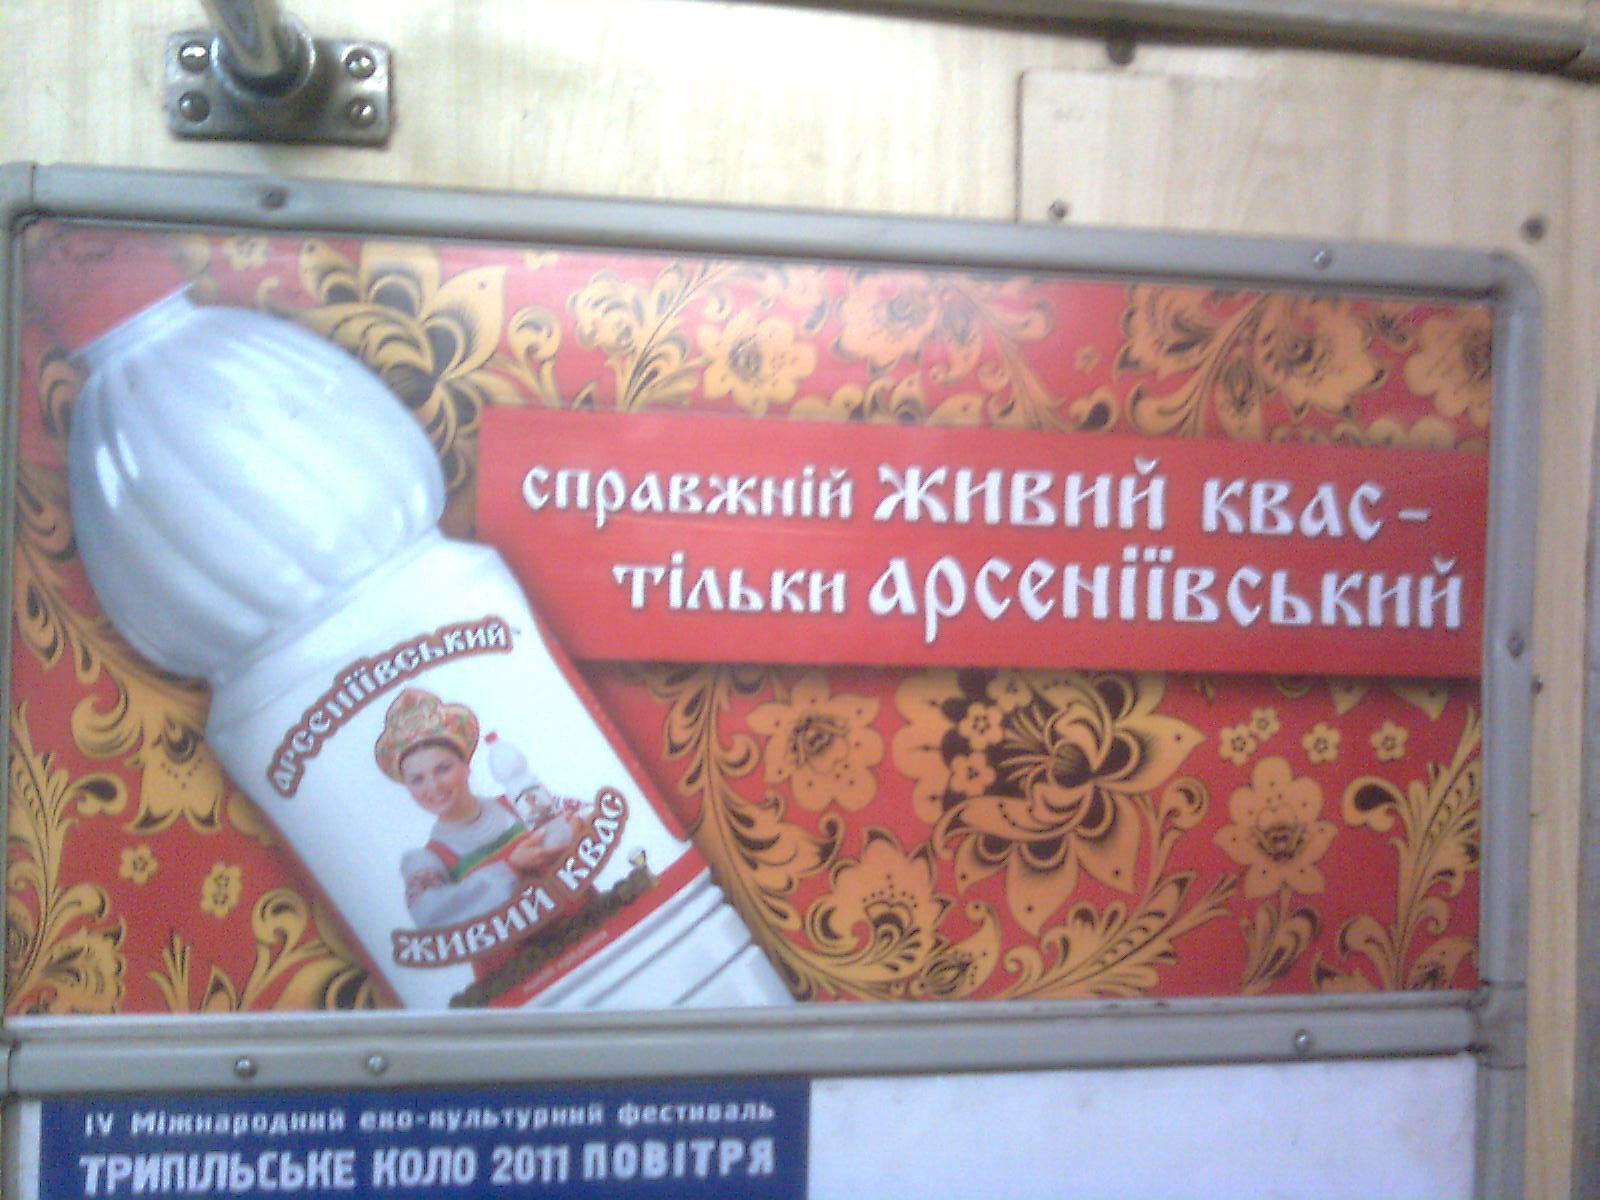 справжній живий квас –
тільки арсеніївський
арсеніївський
живий квас
IV Міжнародний еко-культурний фестиваль
ТРИПІЛЬСЬКЕ КОЛО 2011 ПОВІТРЯ